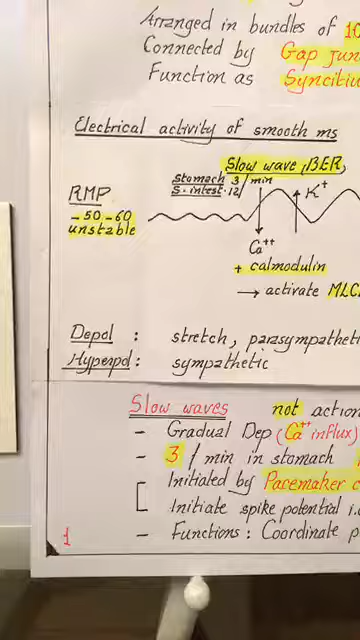 Arranged in bundles of 10
Connected by Gap jun
Function as Syncitiu
Electrical activity of smooth ms
Slow wave (BER)
Stomach 3 / min
S. intest. 12
RMP
-50_-60
unstable
K+
Ca++
+ calmodulin
→ activate MLC
Depol : stretch, parasympathetic
Hyperpol : sympathetic
Slow waves not action
- Gradual Dep (Ca++ influx)
- 3 / min in stomach
Initiated by Pacemaker c
Initiate spike potential i.
- Functions : Coordinate p
1